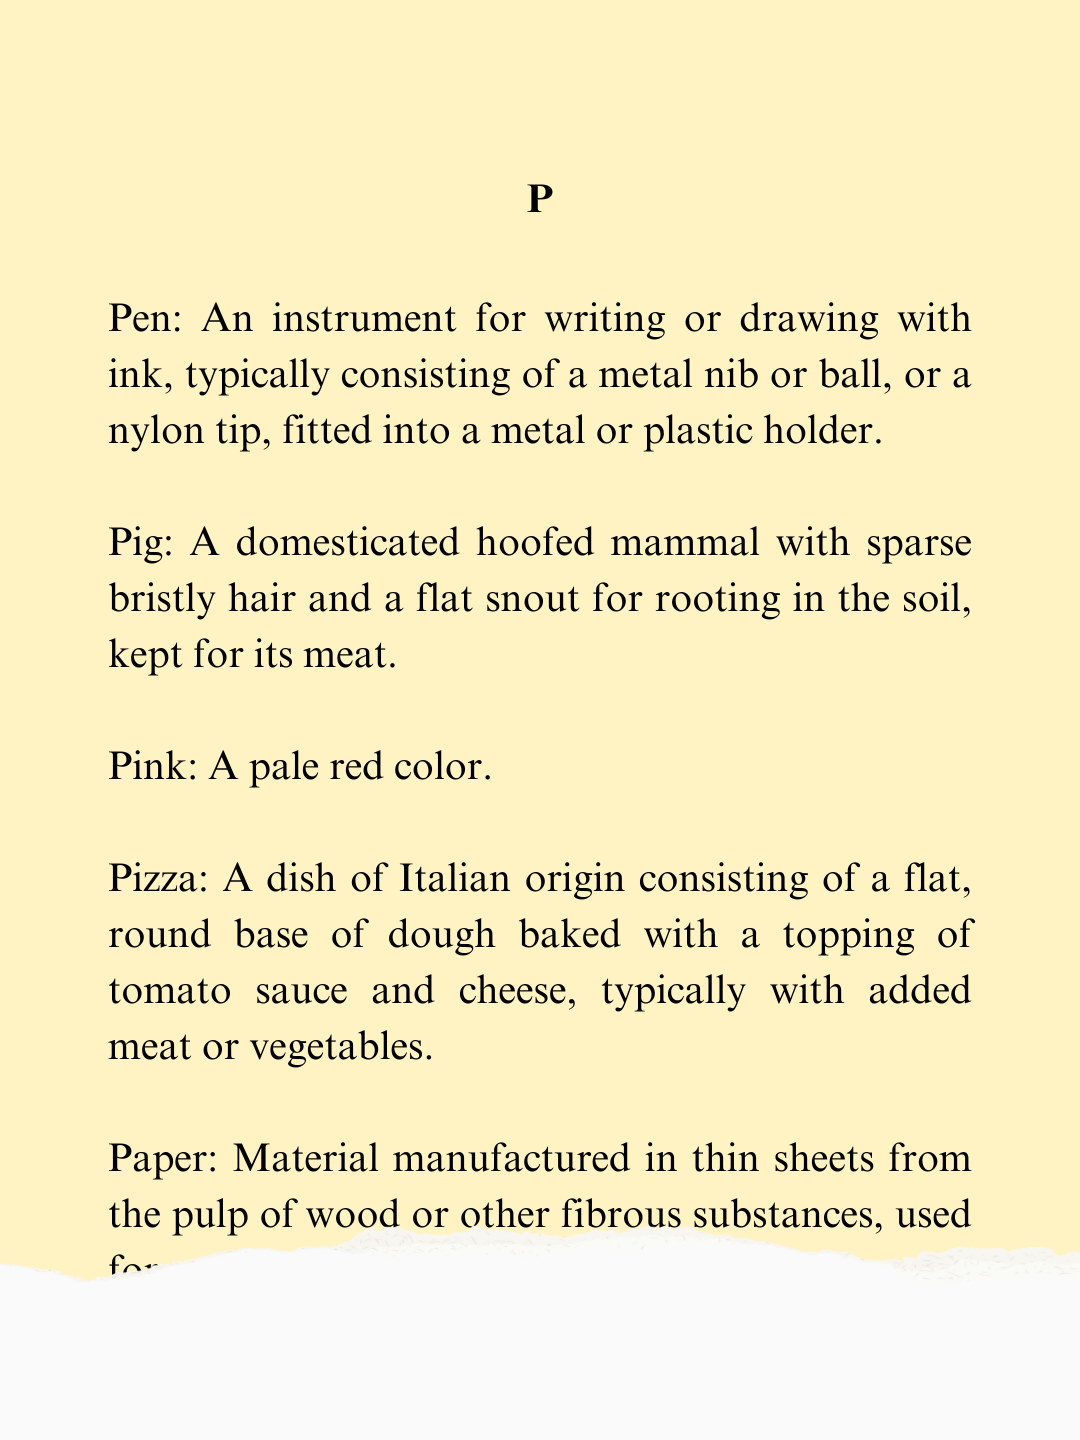 P
Pen: An instrument for writing or drawing with
ink, typically consisting of a metal nib or ball, or a
nylon tip, fitted into a metal or plastic holder.
Pig: A domesticated hoofed mammal with sparse
bristly hair and a flat snout for rooting in the soil,
kept for its meat.
Pink: A pale red color.
Pizza: A dish of Italian origin consisting of a flat,
round base of dough baked with a topping of
tomato sauce and cheese, typically with added
meat or vegetables.
Paper: Material manufactured in thin sheets from
the pulp of wood or other fibrous substances, used
for